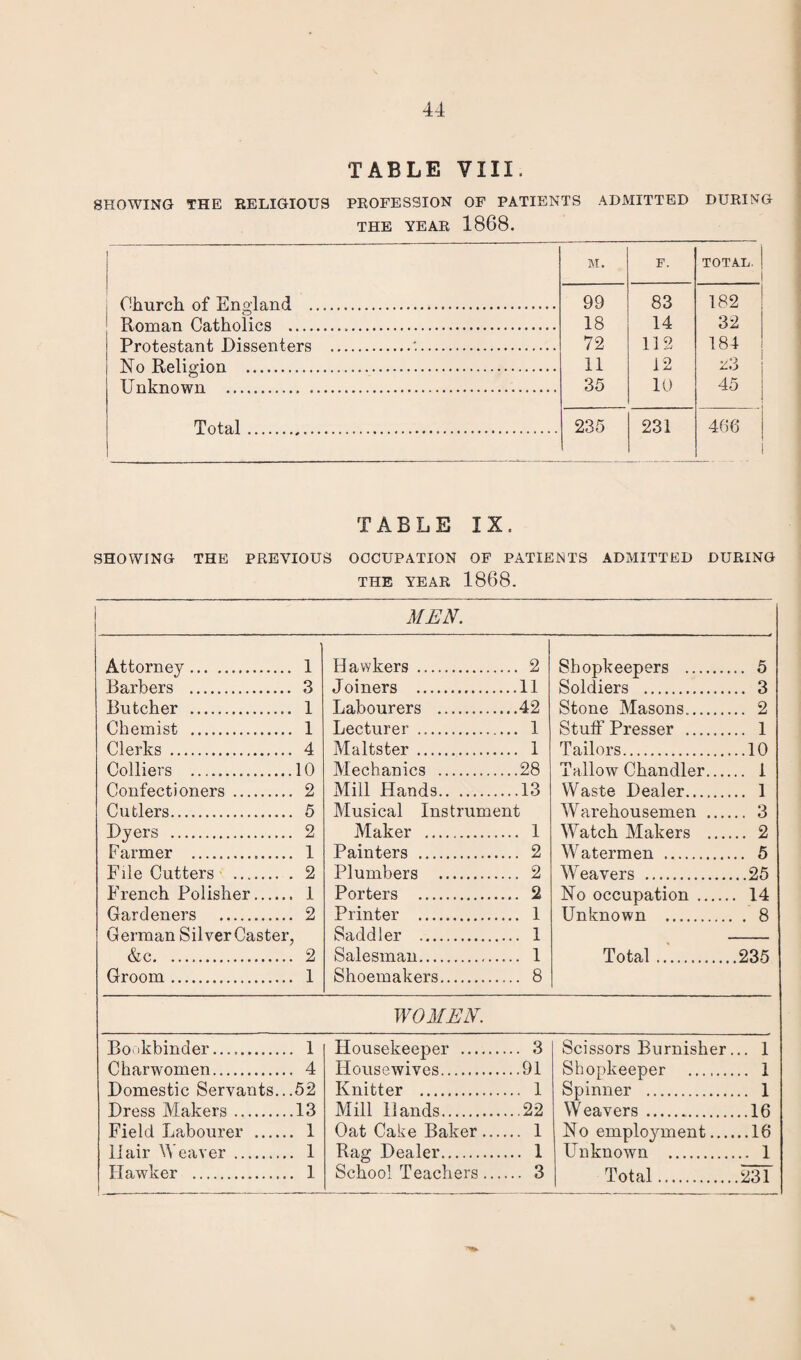 44
TABLE VIII.
SHOWING THE RELIGIOUS PROFESSION OF PATIENTS ADMITTED DURING
THE YEAR 1868.
M. F. TOTAL.
Church of England ... 99 83 182
Roman Catholics ... 18 14 32
Protestant Dissenters ... 72 112 184
No Religion ... 11 12 23
Unknown ... 35 10 45
Total ... 235 231 466
TABLE IX.
SHOWING THE PREVIOUS OCCUPATION OF PATIENTS ADMITTED DURING
THE YEAR 1868.
MEN.
Attorney ... 1
Barbers ... 3
Butcher ... 1
Chemist ... 1
Clerks ... 4
Colliers ... 10
Confectioners ... 2
Cutlers ... 5
Dyers ... 2
Farmer ... 1
File Cutters ... 2
French Polisher ... 1
Gardeners ... 2
German Silver Caster,
&c. ... 2
Groom ... 1
Hawkers ... 2
Joiners ... 11
Labourers ... 42
Lecturer ... 1
Maltster ... 1
Mechanics ... 28
Mill Hands ... 13
Musical Instrument
Maker ... 1
Painters ... 2
Plumbers ... 2
Porters ... 2
Printer ... 1
Saddler ... 1
Salesman ... 1
Shoemakers ... 8
Shopkeepers ... 5
Soldiers ... 3
Stone Masons ... 2
Stuff Presser ... 1
Tailors ... 10
Tallow Chandler ... 1
Waste Dealer ... 1
Warehousemen ... 3
Watch Makers ... 2
Watermen ... 5
Weavers ... 25
No occupation ... 14
Unknown ... 8
Total ... 235
WOMEN.
Bookbinder ... 1
Charwomen ... 4
Domestic Servants ... 52
Dress Makers ... 13
Field Labourer ... 1
Hair Weaver ... 1
Hawker ... 1
Housekeeper ... 3
Housewives ... 91
Knitter ... 1
Mill Hands ... 22
Oat Cake Baker ... 1
Rag Dealer ... 1
School Teachers ... 3
Scissors Burnisher ... 1
Shopkeeper ... 1
Spinner ... 1
Weavers ... 16
No employment ... 16
Unknown ... 1
Total ... 231